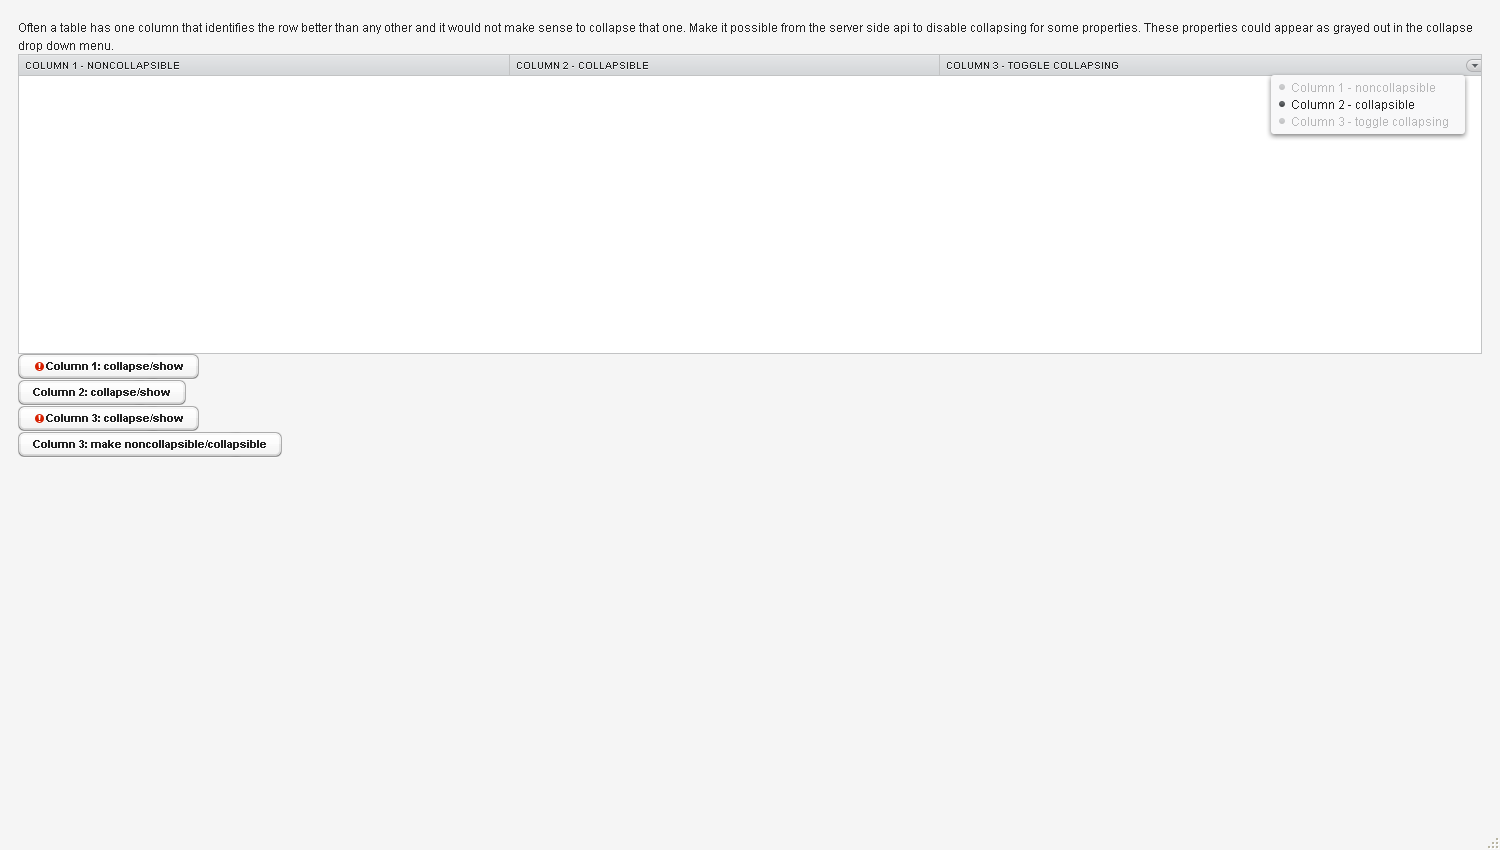 Often a table has one column that identifies the row better than any other and it would not make sense to collapse that one. Make it possible from the server side api to disable collapsing for some properties. These properties could appear as grayed out in the collapse
drop down menu.
COLUMN 1 - NONCOLLAPSIBLE COLUMN 2 - COLLAPSIBLE COLUMN 3 - TOGGLE COLLAPSING
Column 1 - noncollapsible
Column 2 - collapsible
Column 3 - toggle collapsing
Column 1: collapse/show
Column 2: collapse/show
Column 3: collapse/show
Column 3: make noncollapsible/collapsible